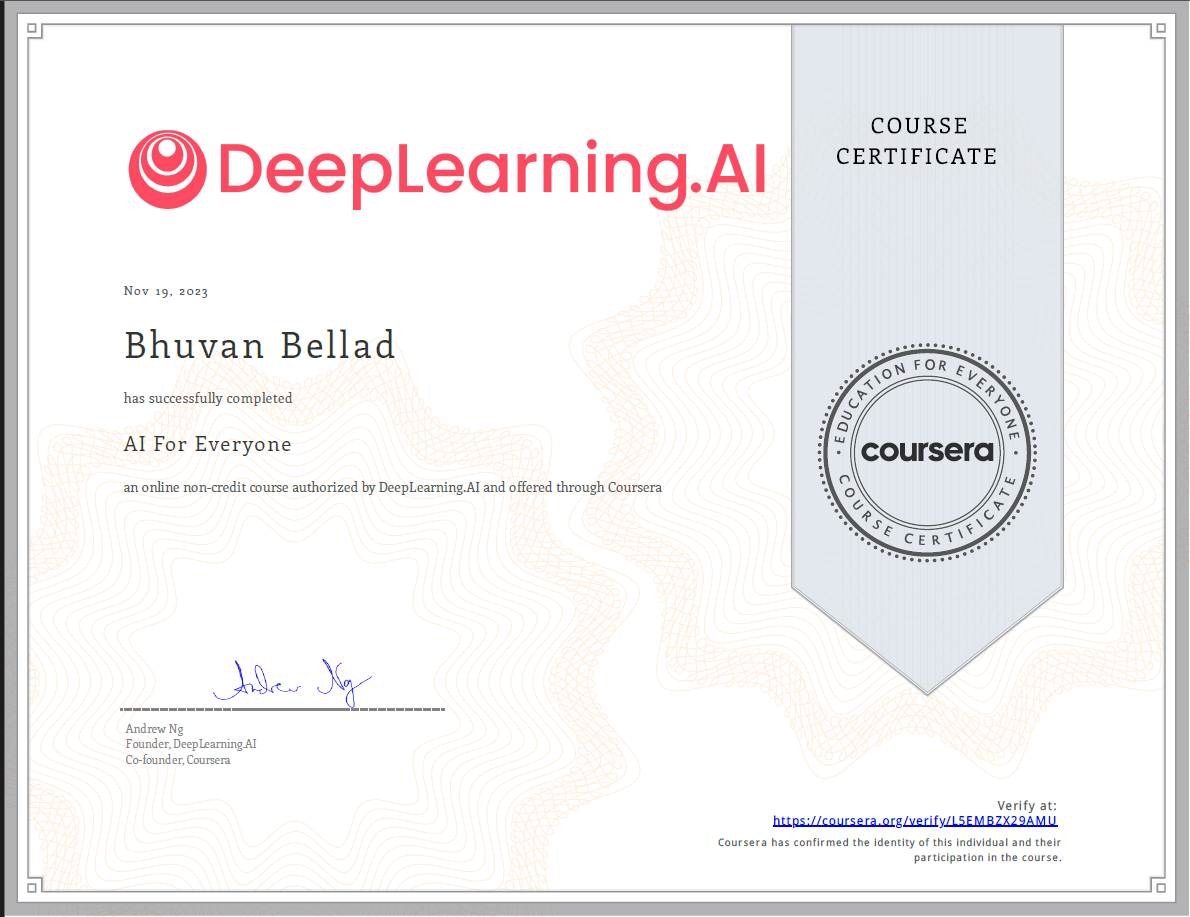 DeepLearning.AI
COURSE
CERTIFICATE
Nov 19, 2023
Bhuvan Bellad
has successfully completed
AI For Everyone
an online non-credit course authorized by DeepLearning.AI and offered through Coursera
EDUCATION FOR EVERYONE
coursera
COURSE CERTIFICATE
Andrew Ng
Andrew Ng
Founder, DeepLearning.AI
Co-founder, Coursera
Verify at:
https://coursera.org/verify/L5EMBZX29AMU
Coursera has confirmed the identity of this individual and their
participation in the course.